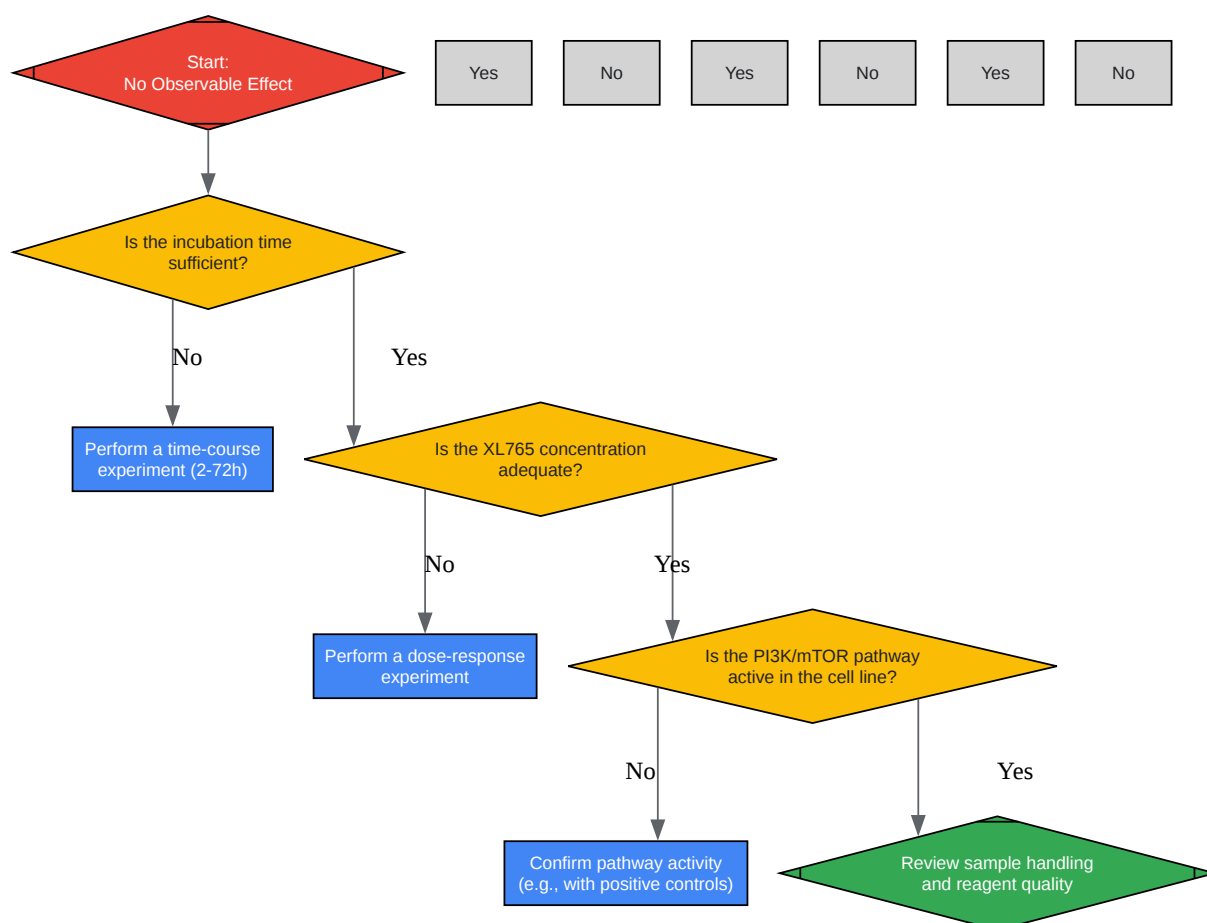 Start:
No Observable Effect
Yes
No
Yes
No
Yes
No
Is the incubation time
sufficient?
No
Yes
Perform a time-course
experiment (2-72h)
Is the XL765 concentration
adequate?
No
Yes
Perform a dose-response
experiment
Is the PI3K/mTOR pathway
active in the cell line?
No
Yes
Confirm pathway activity
(e.g., with positive controls)
Review sample handling
and reagent quality